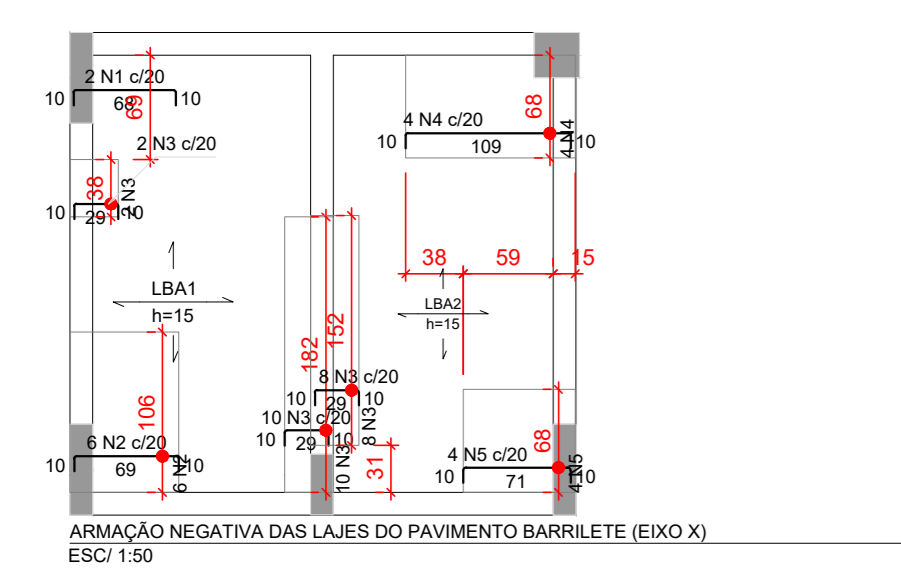 2 N1 c/20
10 68 10
69
2 N3 c/20
38
2 N3
10 29 20
4 N4 c/20
10 109 10
68
4 N4
38 59 15
LBA1
h=15
LBA2
h=15
182
152
8 N3 c/20
10 29 10
8 N3
10 N3 c/20
10 29 10
10 N3
31
106
6 N2 c/20
10 69 10
6 N2
4 N5 c/20
10 71 10
68
4 N5
ARMAÇÃO NEGATIVA DAS LAJES DO PAVIMENTO BARRILETE (EIXO X)
ESC/ 1:50